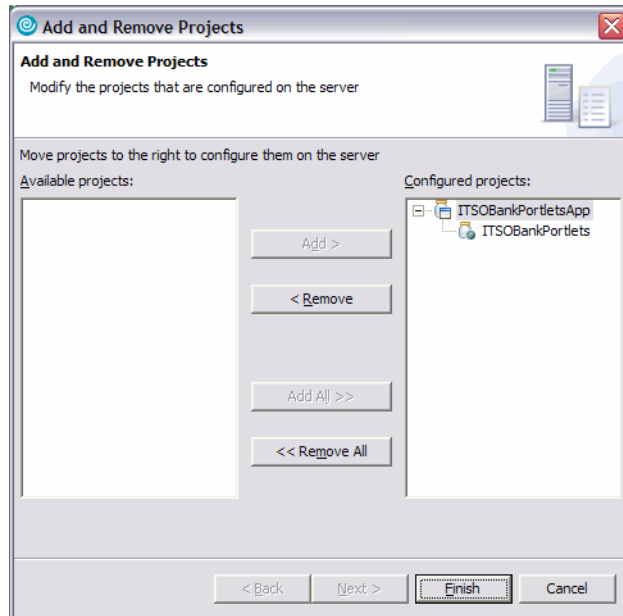 Add and Remove Projects
Add and Remove Projects
Modify the projects that are configured on the server
Move projects to the right to configure them on the server
Available projects:
Configured projects:
ITSOBankPortletsApp
ITSOBankPortlets
Add >
< Remove
Add All >>
<< Remove All
< Back
Next >
Finish
Cancel